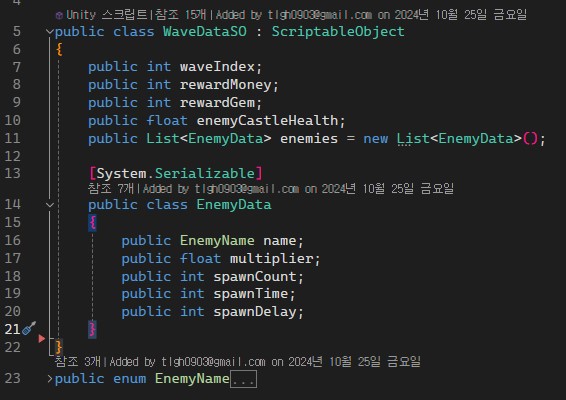 4
Unity 스크립트|참조 15개|Added by tlgh0903@gmail.com on 2024년 10월 25일 금요일
5 public class WaveDataSO : ScriptableObject
6 {
7 public int waveIndex;
8 public int rewardMoney;
9 public int rewardGem;
10 public float enemyCastleHealth;
11 public List<EnemyData> enemies = new List<EnemyData>();
12
13 [System.Serializable]
참조 7개|Added by tlgh0903@gmail.com on 2024년 10월 25일 금요일
14 public class EnemyData
15 {
16 public EnemyName name;
17 public float multiplier;
18 public int spawnCount;
19 public int spawnTime;
20 public int spawnDelay;
21 }
22 }
참조 3개|Added by tlgh0903@gmail.com on 2024년 10월 25일 금요일
23 public enum EnemyName...